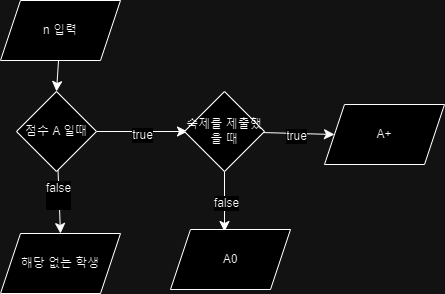 n 입력
점수 A 일때
true
숙제를 제출했
을 때
true
A+
false
false
해당 없는 학생
A0